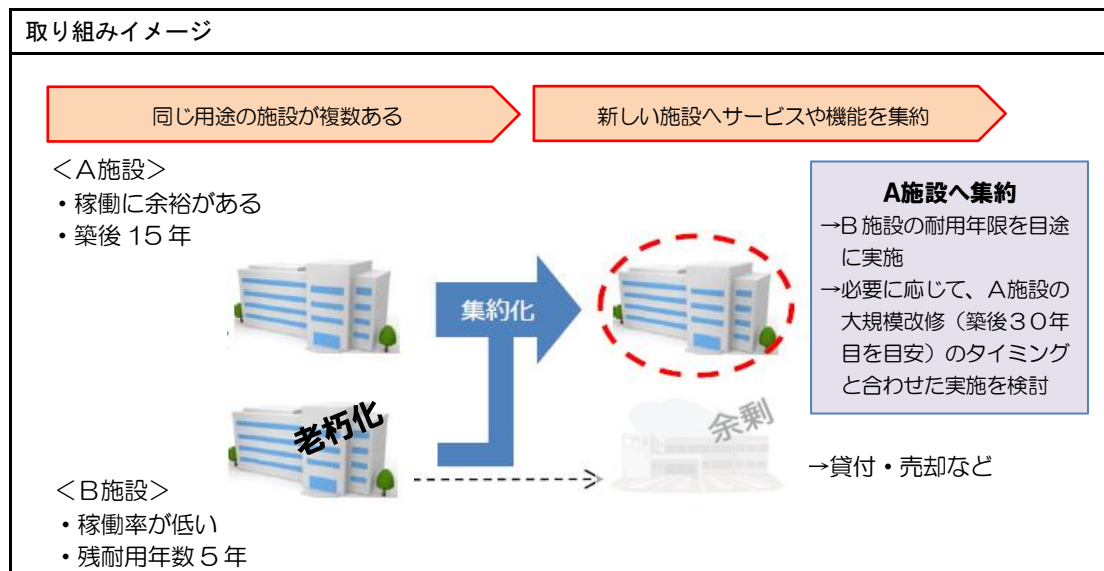 取り組みイメージ
同じ用途の施設が複数ある
新しい施設へサービスや機能を集約
＜Ａ施設＞
・稼働に余裕がある
・築後 15 年
集約化
A施設へ集約
→B 施設の耐用年限を目途
に実施
→必要に応じて、Ａ施設の
大規模改修（築後３０年
目を目安）のタイミング
と合わせた実施を検討
老朽化
余剰
→貸付・売却など
＜Ｂ施設＞
・稼働率が低い
・残耐用年数 5 年